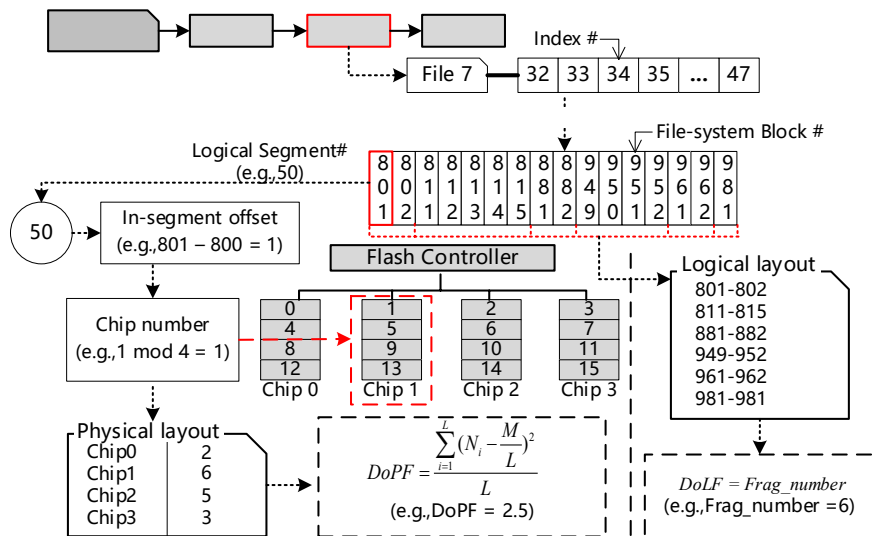 Index #
File 7
32 33 34 35 ... 47
File-system Block #
Logical Segment#
(e.g.,50)
801 802 811 812 813 814 815 881 882 949 950 951 952 961 962 981
50
In-segment offset
(e.g.,801 – 800 = 1)
Flash Controller
Logical layout
801-802
811-815
881-882
949-952
961-962
981-981
Chip number
(e.g.,1 mod 4 = 1)
0 1 2 3
4 5 6 7
8 9 10 11
12 13 14 15
Chip 0 Chip 1 Chip 2 Chip 3
Physical layout
Chip0 2
Chip1 6
Chip2 5
Chip3 3
DoPF = \frac{\sum_{i=1}^{L} (N_i - \frac{M}{L})^2}{L}
(e.g.,DoPF = 2.5)
DoLF = Frag_number
(e.g.,Frag_number =6)